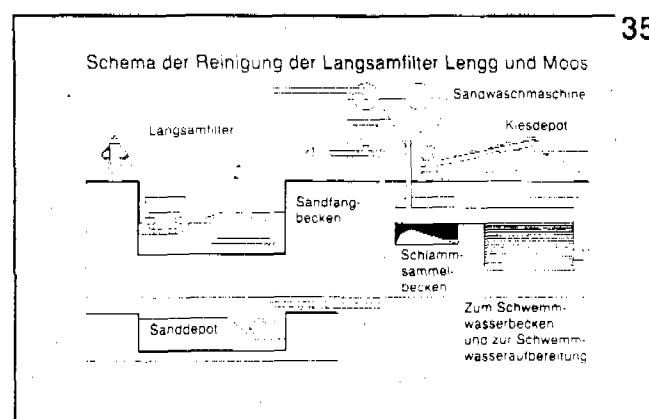 35
Schema der Reinigung der Langsamfilter Lengg und Moos
Sandwaschmaschine
Langsamfilter
Kiesdepot
Sandfang-
becken
Schlamm-
sammel-
becken
Sanddepot
Zum Schwemm-
wasserbecken
und zur Schwemm-
wasseraufbereitung